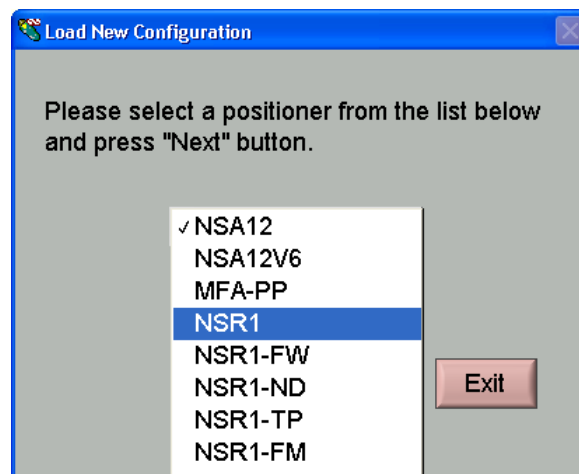 Load New Configuration
Please select a positioner from the list below
and press "Next" button.
✓ NSA12
NSA12V6
MFA-PP
NSR1
NSR1-FW
NSR1-ND
Exit
NSR1-TP
NSR1-FM